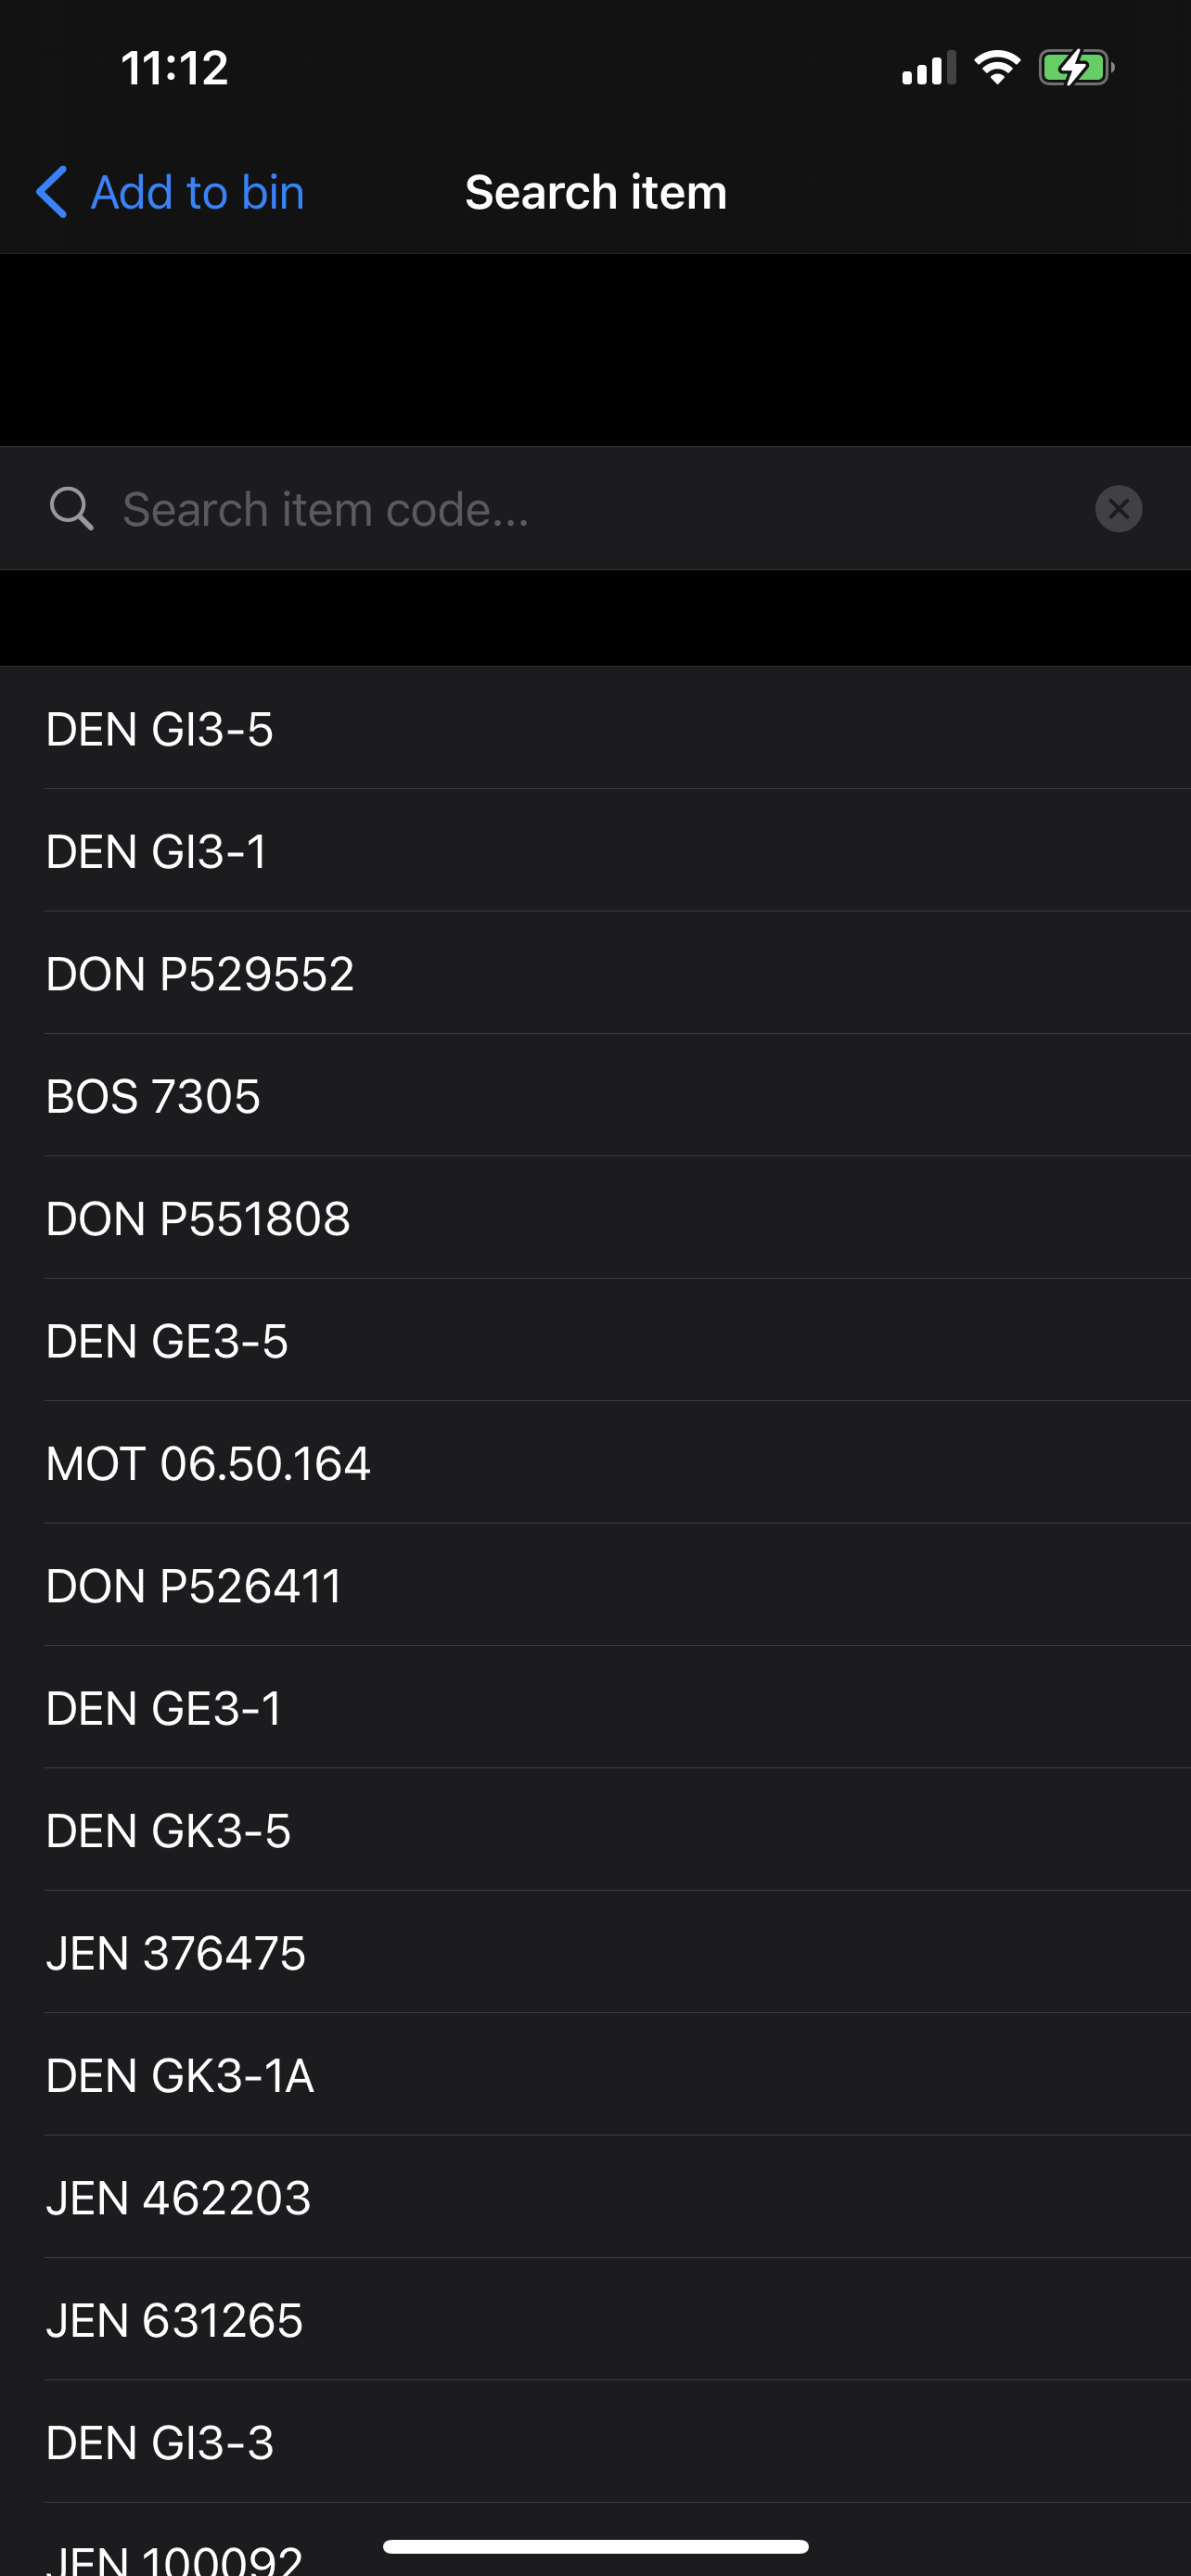 11:12
Add to bin
Search item
Search item code...
DEN GI3-5
DEN GI3-1
DON P529552
BOS 7305
DON P551808
DEN GE3-5
MOT 06.50.164
DON P526411
DEN GE3-1
DEN GK3-5
JEN 376475
DEN GK3-1A
JEN 462203
JEN 631265
DEN GI3-3
JEN 100092